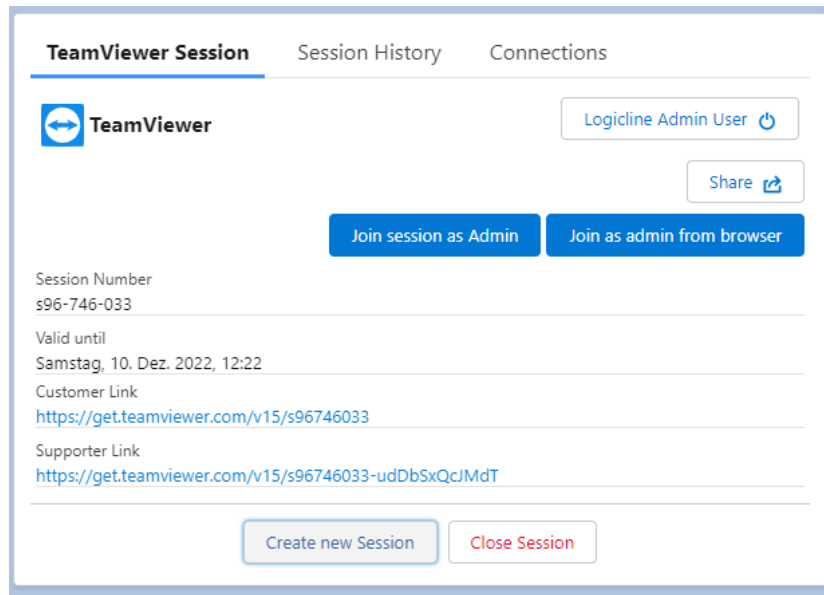 TeamViewer Session Session History Connections
TeamViewer
Logicline Admin User
Share
Join session as Admin Join as admin from browser
Session Number
s96-746-033
Valid until
Samstag, 10. Dez. 2022, 12:22
Customer Link
https://get.teamviewer.com/v15/s96746033
Supporter Link
https://get.teamviewer.com/v15/s96746033-udDbSxQcJMdT
Create new Session Close Session